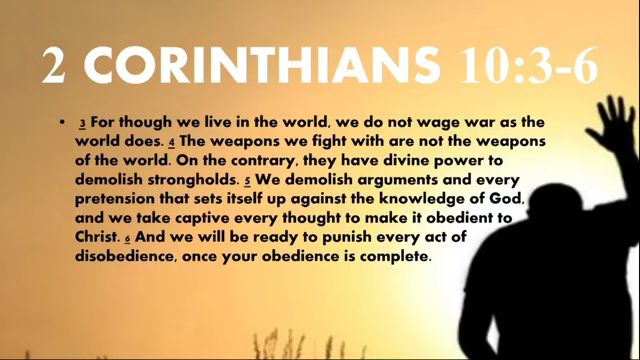 2 CORINTHIANS 10:3-6
• 3 For though we live in the world, we do not wage war as the
world does. 4 The weapons we fight with are not the weapons
of the world. On the contrary, they have divine power to
demolish strongholds. 5 We demolish arguments and every
pretension that sets itself up against the knowledge of God,
and we take captive every thought to make it obedient to
Christ. 6 And we will be ready to punish every act of
disobedience, once your obedience is complete.